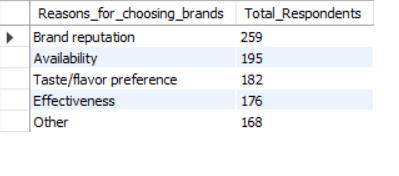 Reasons_for_choosing_brands Total_Respondents
Brand reputation 259
Availability 195
Taste/flavor preference 182
Effectiveness 176
Other 168